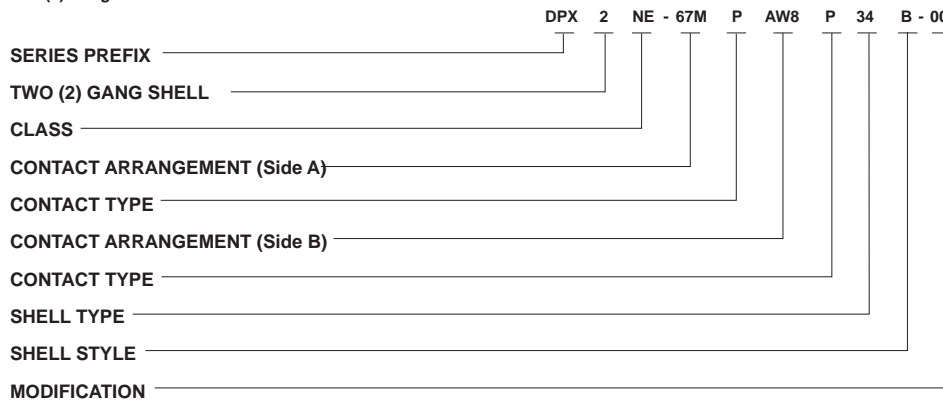 DPX 2 NE - 67M P AW8 P 34 B - 00
SERIES PREFIX
TWO (2) GANG SHELL
CLASS
CONTACT ARRANGEMENT (Side A)
CONTACT TYPE
CONTACT ARRANGEMENT (Side B)
CONTACT TYPE
SHELL TYPE
SHELL STYLE
MODIFICATION